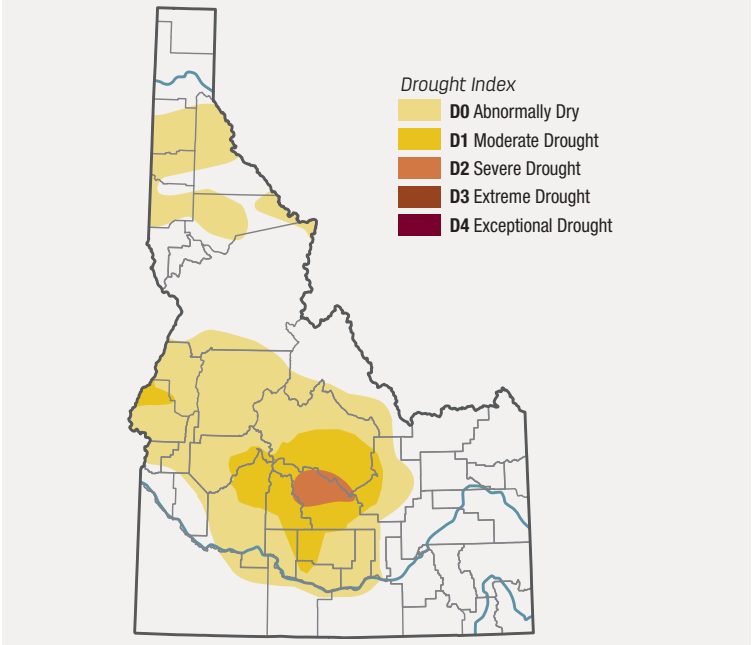 Drought Index
D0 Abnormally Dry
D1 Moderate Drought
D2 Severe Drought
D3 Extreme Drought
D4 Exceptional Drought